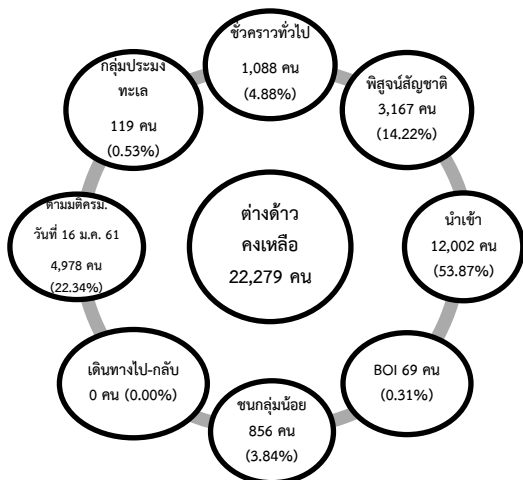 ชั่วคราวทั่วไป
1,088 คน
(4.88%)
พิสูจน์สัญชาติ
3,167 คน
(14.22%)
นำเข้า
12,002 คน
(53.87%)
BOI 69 คน
(0.31%)
ชนกลุ่มน้อย
856 คน
(3.84%)
เดินทางไป-กลับ
0 คน (0.00%)
ตามมติครม.
วันที่ 16 ม.ค. 61
4,978 คน
(22.34%)
กลุ่มประมง
ทะเล
119 คน
(0.53%)
ต่างด้าว
คงเหลือ
22,279 คน